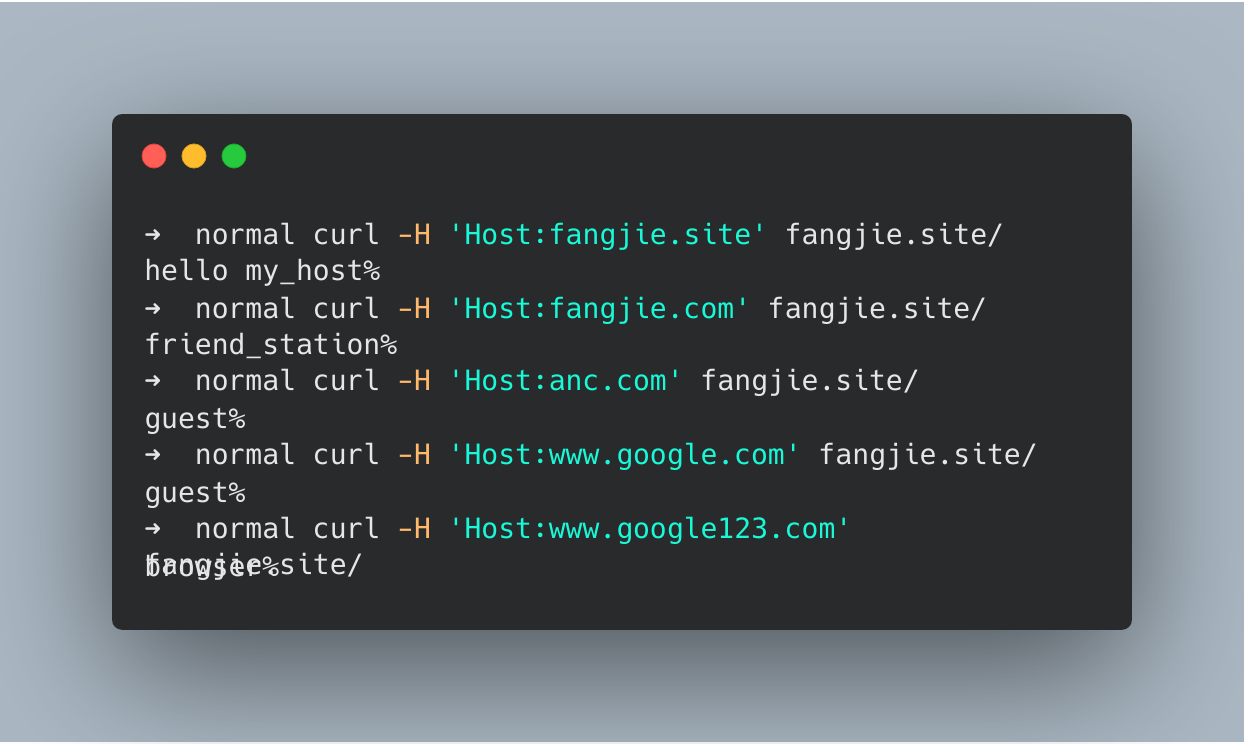 ➜  normal curl -H 'Host:fangjie.site' fangjie.site/
hello my_host%
➜  normal curl -H 'Host:fangjie.com' fangjie.site/
friend_station%
➜  normal curl -H 'Host:anc.com' fangjie.site/
guest%
➜  normal curl -H 'Host:www.google.com' fangjie.site/
guest%
➜  normal curl -H 'Host:www.google123.com'
fangjie.site/
browser%